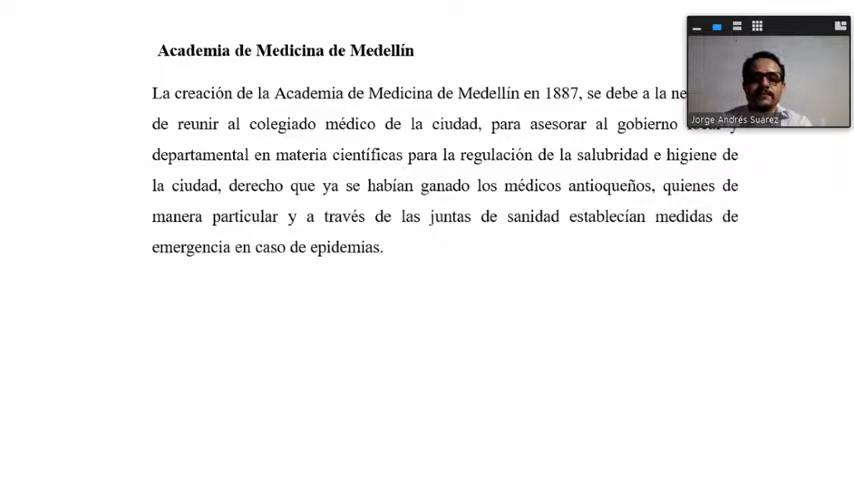 Academia de Medicina de Medellín
La creación de la Academia de Medicina de Medellín en 1887, se debe a la
de reunir al colegiado médico de la ciudad, para asesorar al gobierno y
departamental en materia científicas para la regulación de la salubridad e higiene de
la ciudad, derecho que ya se habían ganado los médicos antioqueños, quienes de
manera particular y a través de las juntas de sanidad establecían medidas de
emergencia en caso de epidemias.
Jorge Andrés Suárez